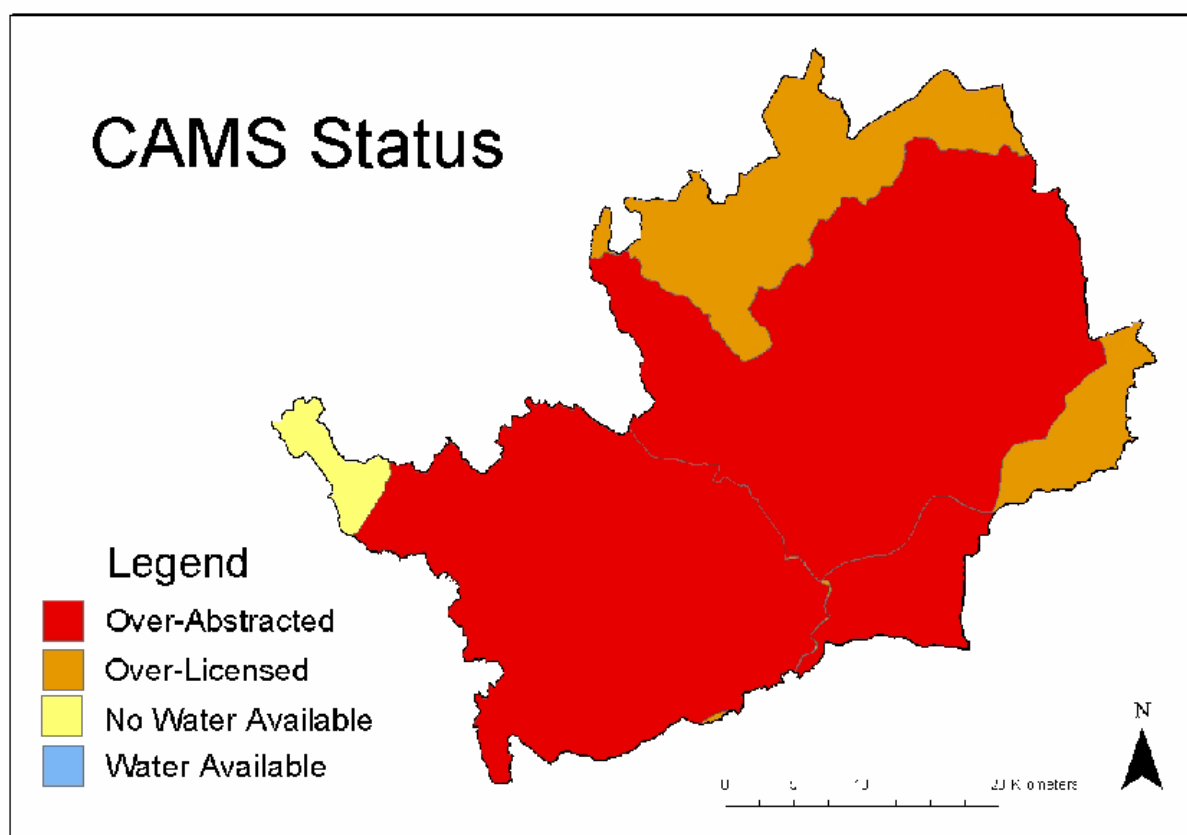 CAMS Status
Legend
Over-Abstracted
Over-Licensed
No Water Available
Water Available
N
0 5 10 20 Kilometers